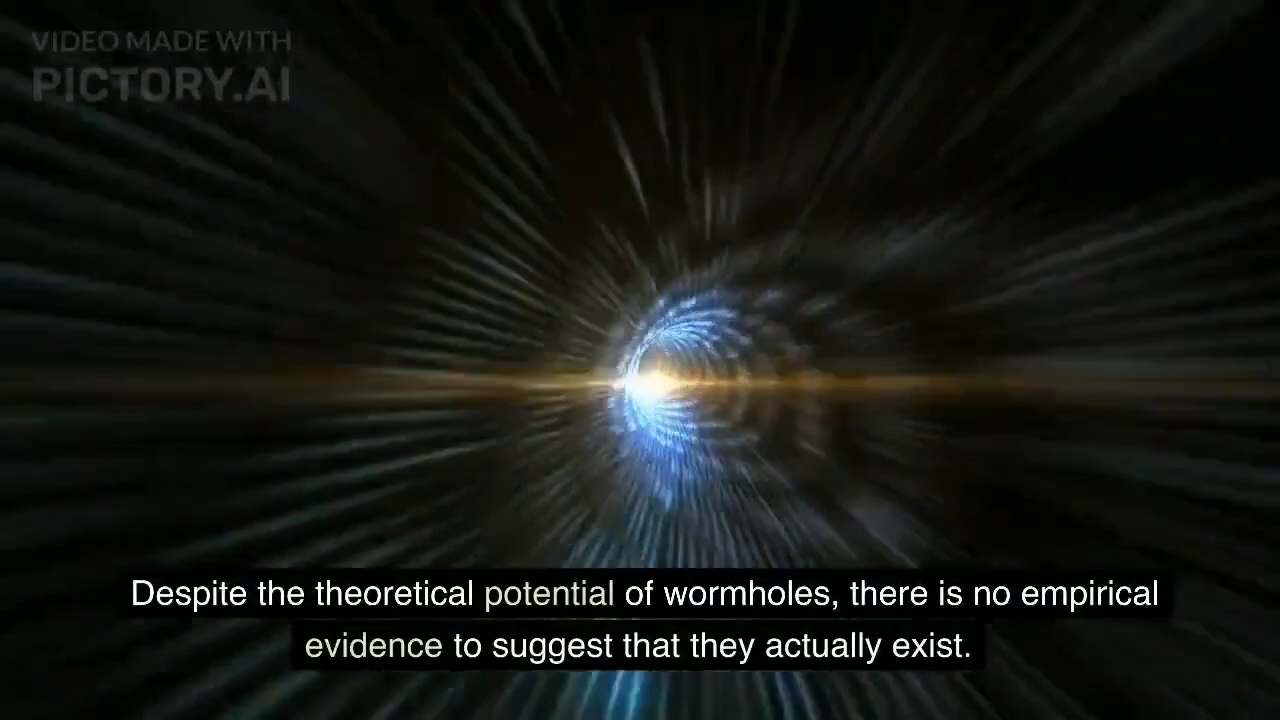 VIDEO MADE WITH
PICTORY.AI
Despite the theoretical potential of wormholes, there is no empirical
evidence to suggest that they actually exist.